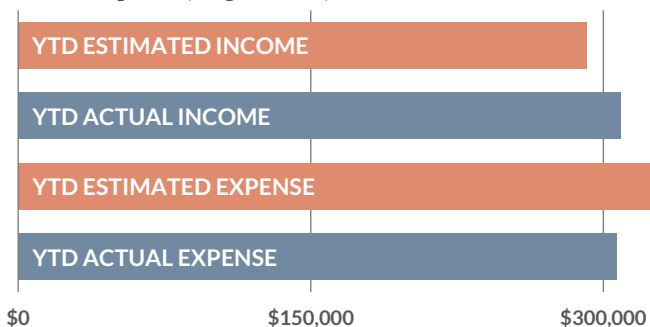 YTD ESTIMATED INCOME
YTD ACTUAL INCOME
YTD ESTIMATED EXPENSE
YTD ACTUAL EXPENSE
$0 $150,000 $300,000